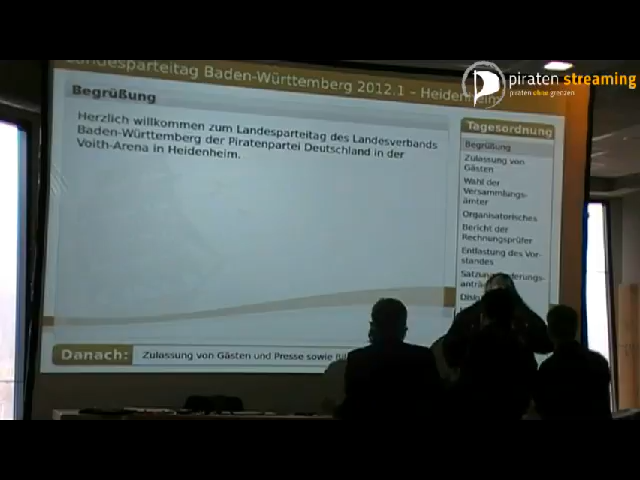 Landesparteitag Baden-Württemberg 2012.1 – Heidenheim
piraten streaming
piraten ohne grenzen
Begrüßung
Herzlich willkommen zum Landesparteitag des Landesverbands
Baden-Württemberg der Piratenpartei Deutschland in der
Voith-Arena in Heidenheim.
Tagesordnung
Begrüßung
Zulassung von
Gästen
Wahl der
Versammlungs-
ämter
Organisatorisches
Bericht der
Rechnungsprüfer
Entlastung des Vor-
standes
Danach:
Zulassung von Gästen und Presse sowie